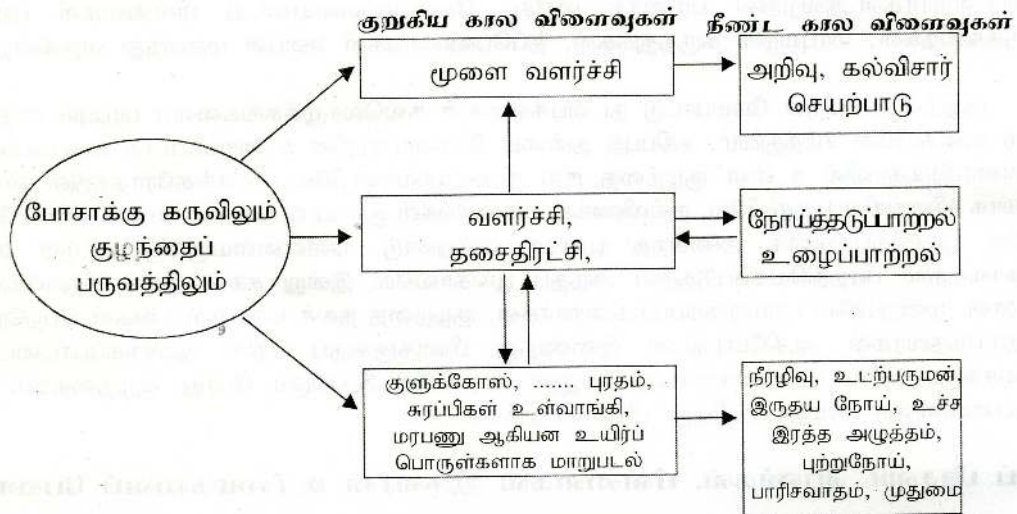 குறுகிய கால விளைவுகள்
நீண்ட கால விளைவுகள்
மூளை வளர்ச்சி
அறிவு, கல்விசார்
செயற்பாடு
போசாக்கு கருவிலும்
குழந்தைப்
பருவத்திலும்
வளர்ச்சி,
தசைதிரட்சி,
நோய்த்தடுப்பாற்றல்
உழைப்பாற்றல்
குளுக்கோஸ், ..... புரதம்,
சுரப்பிகள் உள்வாங்கி,
மரபணு ஆகியன உயிர்ப்
பொருள்களாக மாறுபடல்
நீரழிவு, உடற்பருமன்,
இருதய நோய், உச்ச
இரத்த அழுத்தம்,
புற்றுநோய்,
பாரிசவாதம், முதுமை